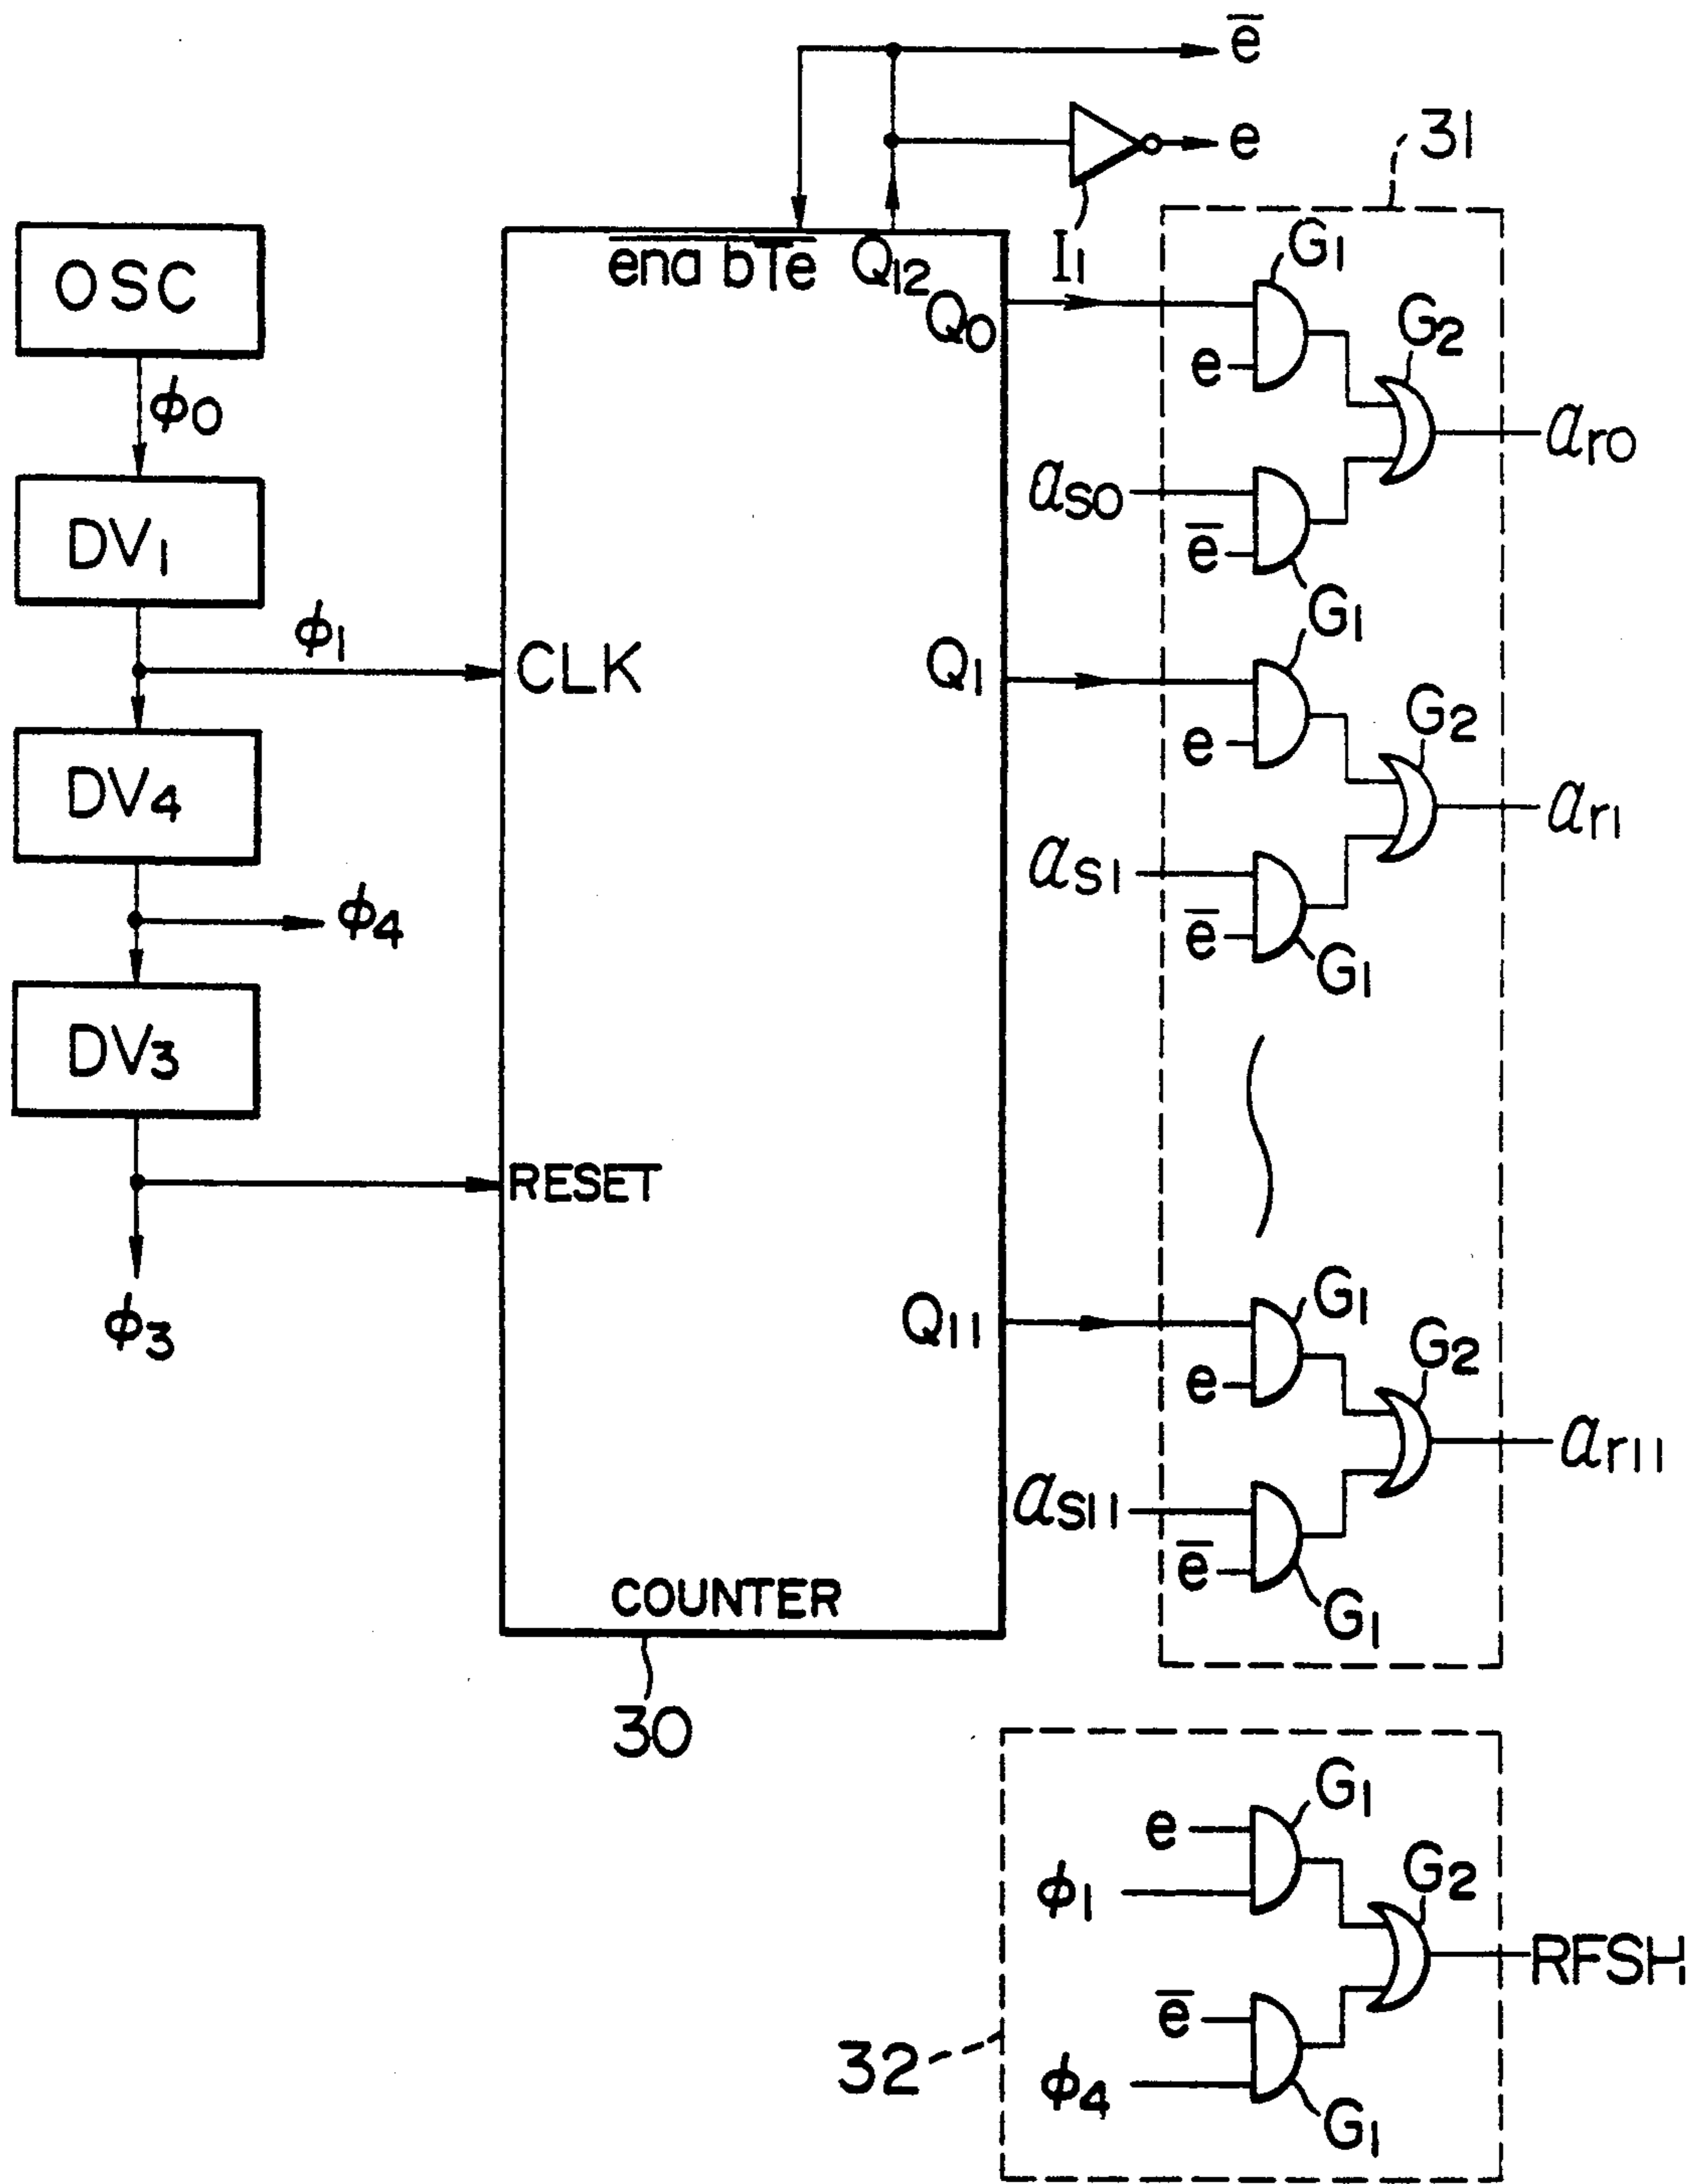 e̅
e
31
I1
G1
OSC
e̅n̅a̅ ̅b̅T̅e̅
Q12
Q0
G2
e
ar0
ϕ0
aS0
e̅
DV1
G1
ϕ1
CLK
Q1
G2
e
ar1
DV4
aS1
e̅
G1
ϕ4
DV3
RESET
G1
Q11
ϕ3
G2
e
ar11
aS11
e̅
COUNTER
G1
30
G1
e
G2
ϕ1
RFSH
e̅
32
ϕ4
G1